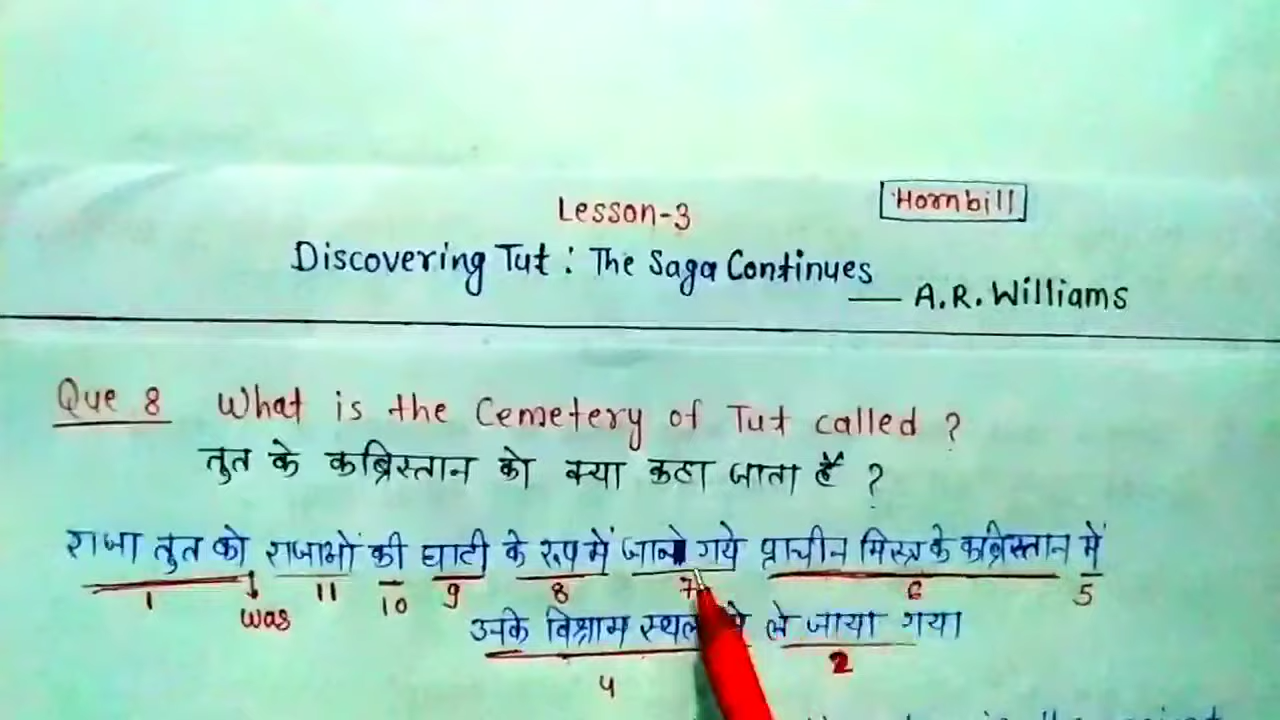 Lesson-3
Hornbill
Discovering Tut : The Saga Continues
— A.R. Williams
Que 8 What is the Cemetery of Tut called ?
तुत के कब्रिस्तान को क्या कहा जाता है ?
राजा तुत को राजाओं की घाटी के रूप में जाने गये प्राचीन मिस्त्र के कब्रिस्तान में
1 was 11 10 9 8 7 6 5
उनके विश्राम स्थल ले जाया गया
4 2